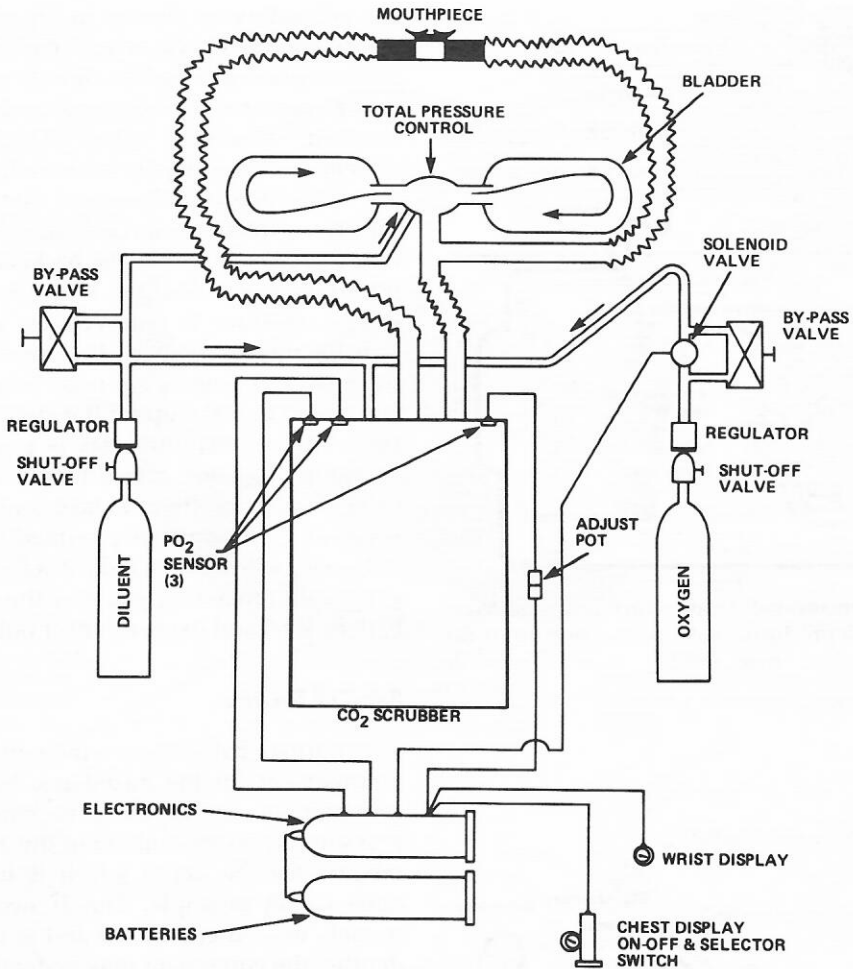 MOUTHPIECE
BLADDER
TOTAL PRESSURE
CONTROL
SOLENOID
VALVE
BY-PASS
VALVE
BY-PASS
VALVE
REGULATOR
SHUT-OFF
VALVE
REGULATOR
SHUT-OFF
VALVE
DILUENT
PO2
SENSOR
(3)
ADJUST
POT
OXYGEN
CO2 SCRUBBER
ELECTRONICS
WRIST DISPLAY
BATTERIES
CHEST DISPLAY
ON-OFF & SELECTOR
SWITCH